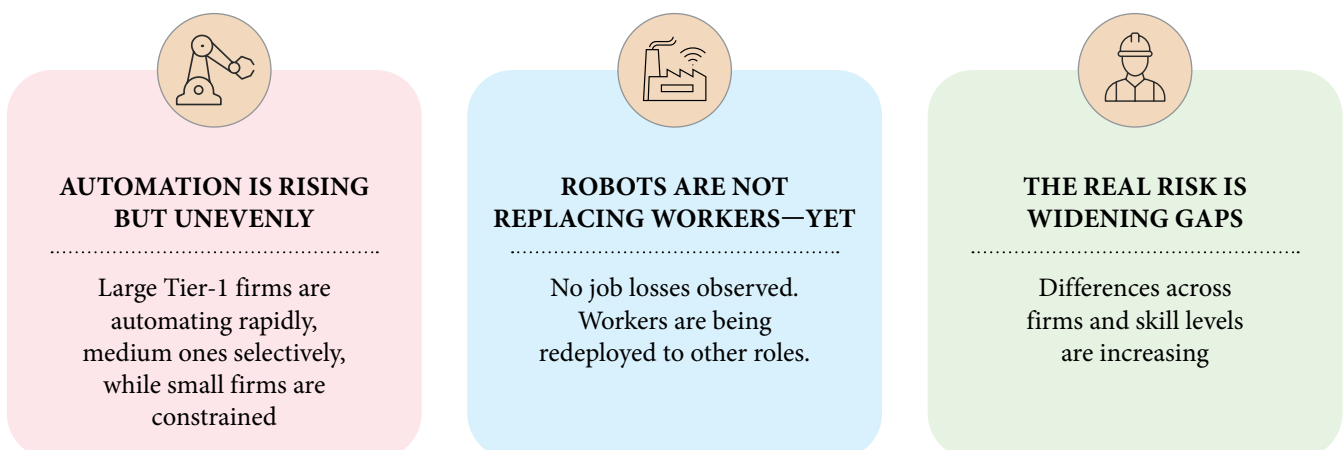 AUTOMATION IS RISING
BUT UNEVENLY
Large Tier-1 firms are
automating rapidly,
medium ones selectively,
while small firms are
constrained
ROBOTS ARE NOT
REPLACING WORKERS—YET
No job losses observed.
Workers are being
redeployed to other roles.
THE REAL RISK IS
WIDENING GAPS
Differences across
firms and skill levels
are increasing